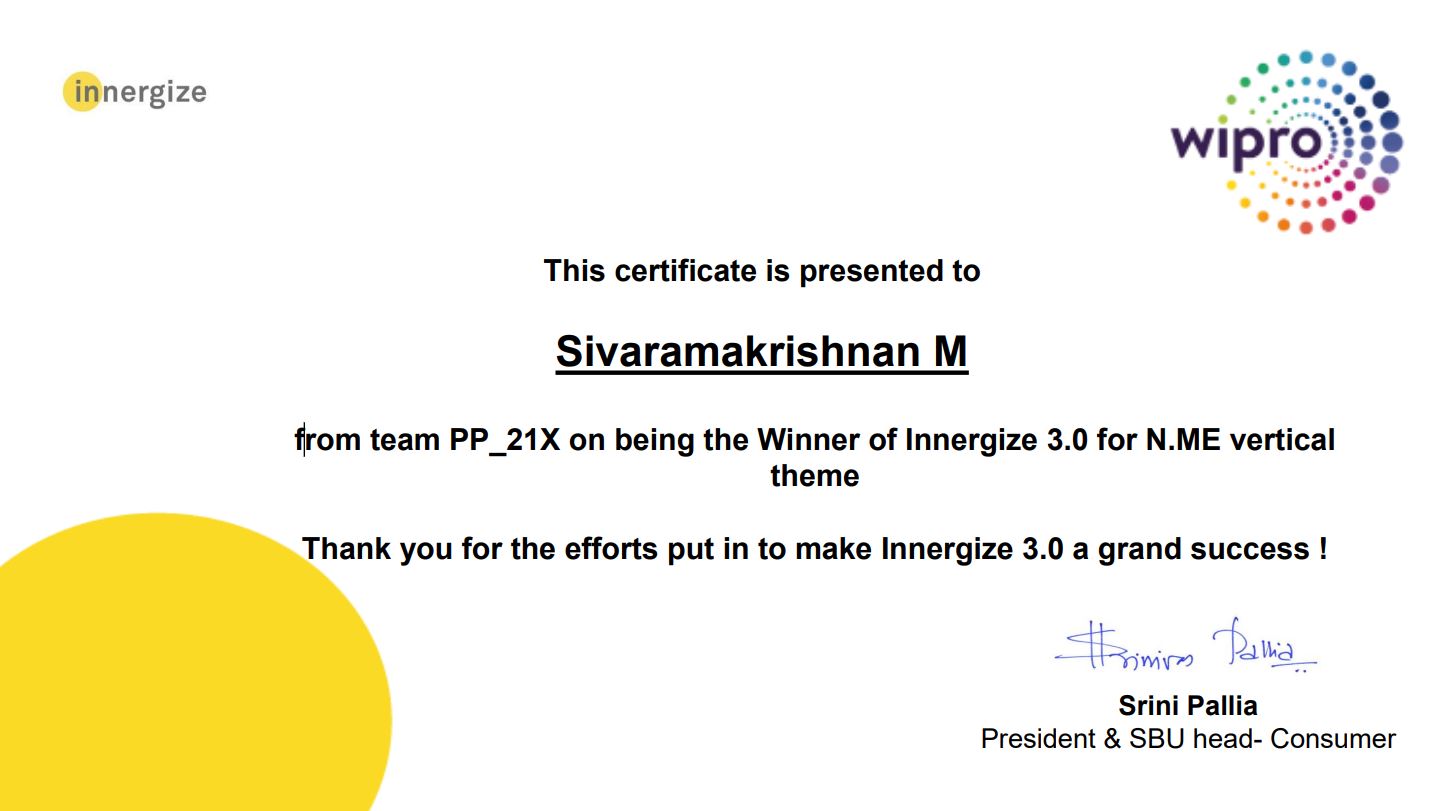 innergize
wipro
This certificate is presented to
Sivaramakrishnan M
from team PP_21X on being the Winner of Innergize 3.0 for N.ME vertical
theme
Thank you for the efforts put in to make Innergize 3.0 a grand success !
Srinivas Pallia
Srini Pallia
President & SBU head- Consumer